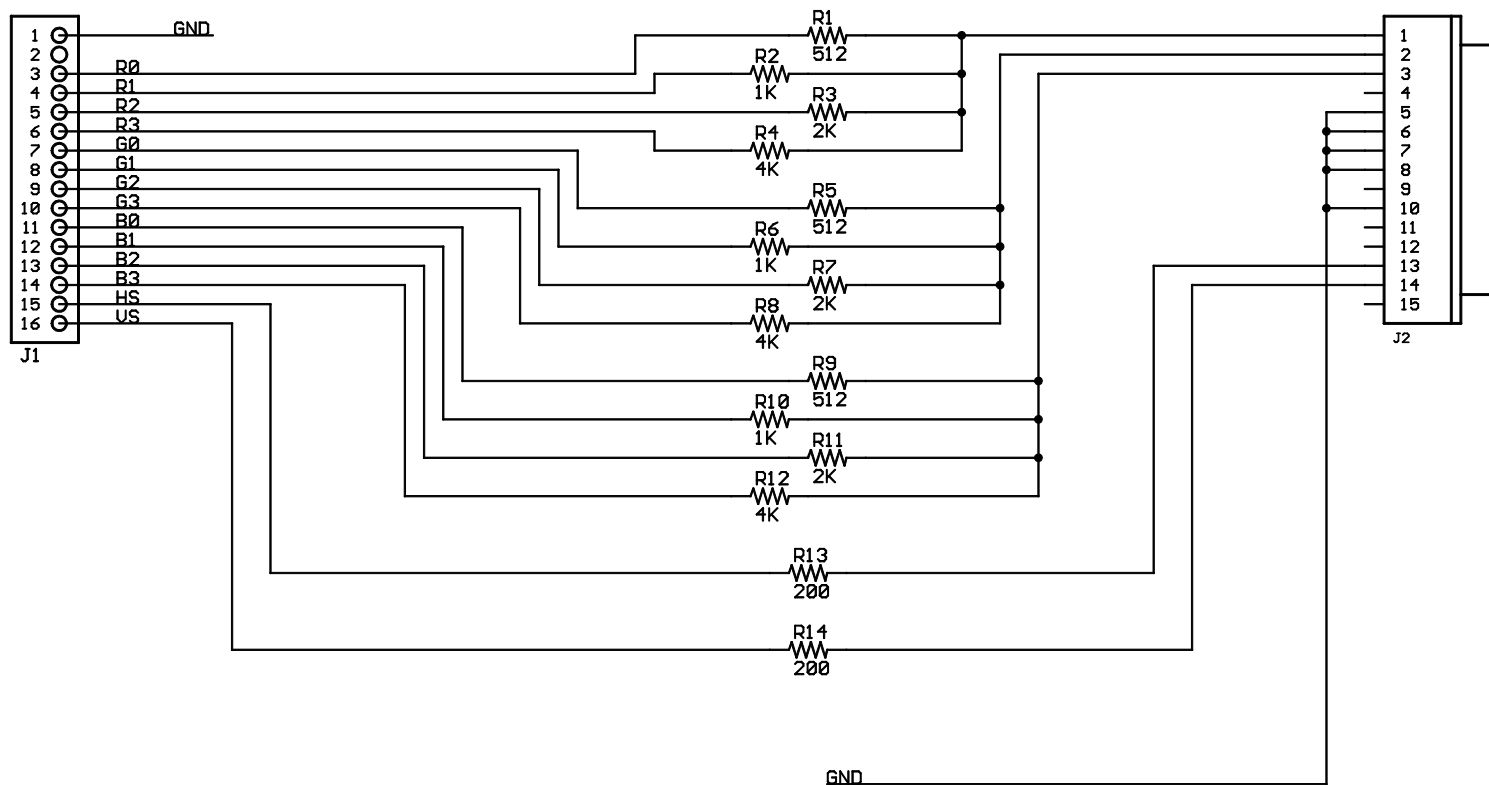 1 GND
2
3 R0
4 R1
5 R2
6 R3
7 G0
8 G1
9 G2
10 G3
11 B0
12 B1
13 B2
14 B3
15 HS
16 VS
J1
R1
512
R2
1K
R3
2K
R4
4K
R5
512
R6
1K
R7
2K
R8
4K
R9
512
R10
1K
R11
2K
R12
4K
R13
200
R14
200
GND
1
2
3
4
5
6
7
8
9
10
11
12
13
14
15
J2